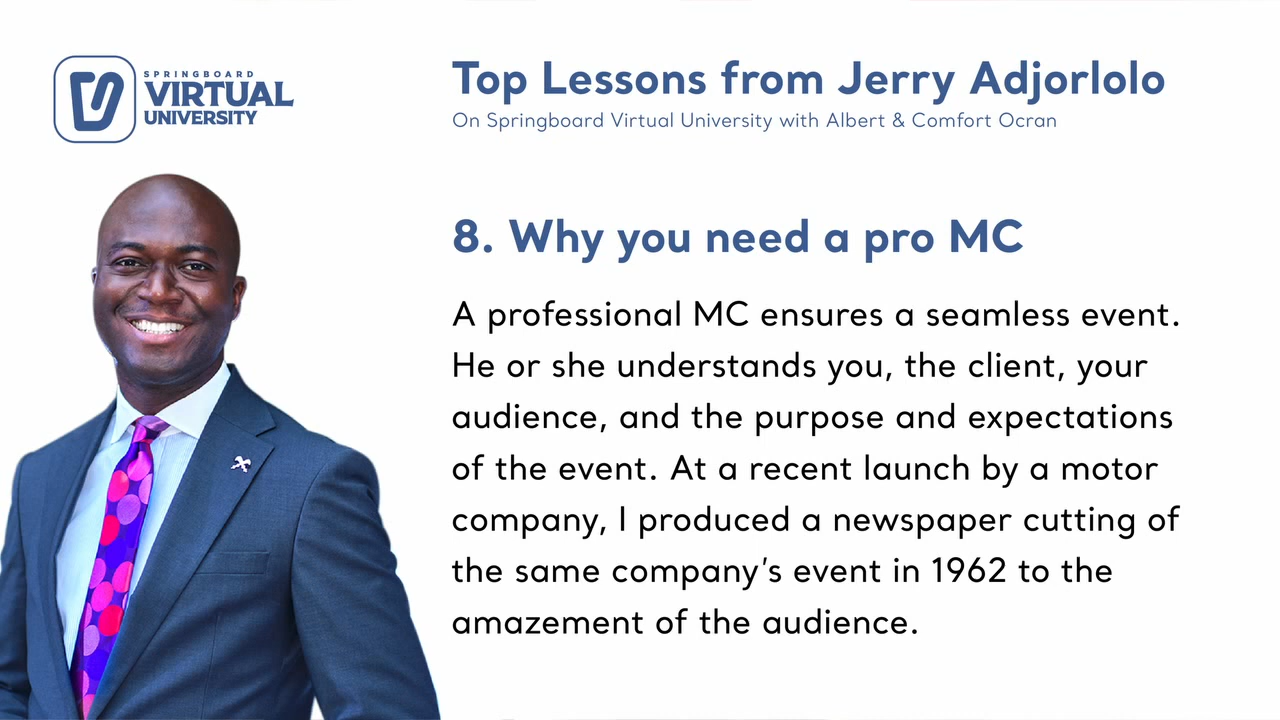 SPRINGBOARD
VIRTUAL
UNIVERSITY
Top Lessons from Jerry Adjorlolo
On Springboard Virtual University with Albert & Comfort Ocran
8. Why you need a pro MC
A professional MC ensures a seamless event.
He or she understands you, the client, your
audience, and the purpose and expectations
of the event. At a recent launch by a motor
company, I produced a newspaper cutting of
the same company’s event in 1962 to the
amazement of the audience.